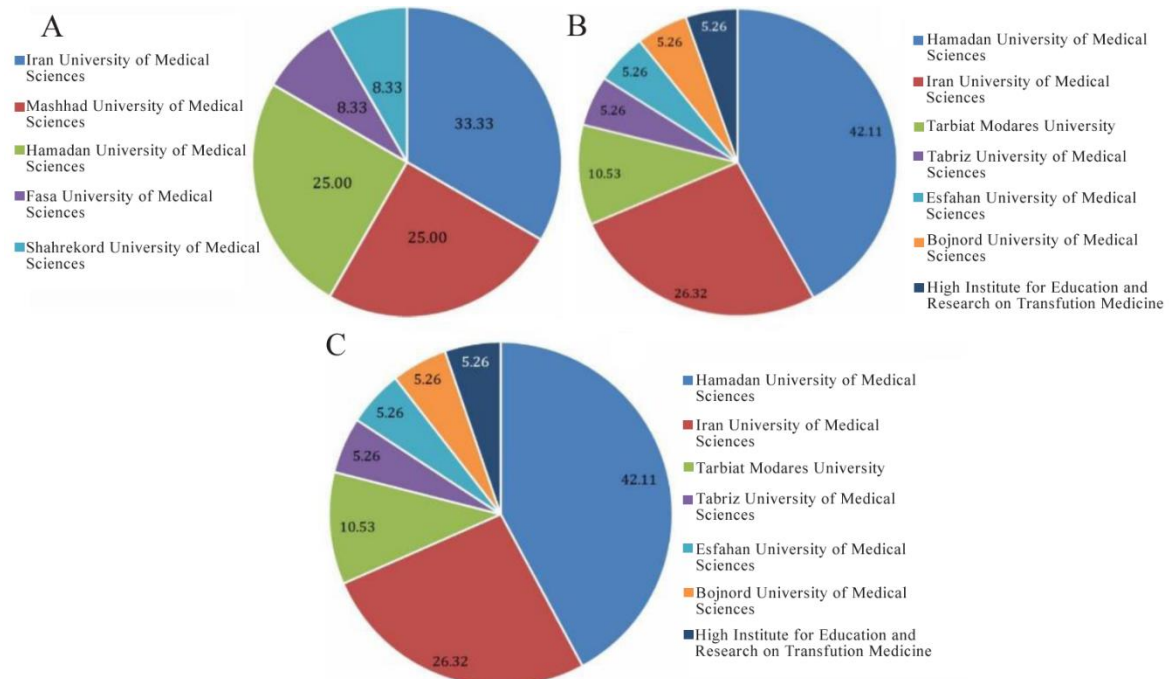 A
Iran University of Medical
Sciences
Mashhad University of Medical
Sciences
Hamadan University of Medical
Sciences
Fasa University of Medical
Sciences
Shahrekord University of Medical
Sciences
8.33
8.33
33.33
25.00
25.00
B
5.26
5.26
5.26
5.26
42.11
10.53
26.32
Hamadan University of Medical
Sciences
Iran University of Medical
Sciences
Tarbiat Modares University
Tabriz University of Medical
Sciences
Esfahan University of Medical
Sciences
Bojnord University of Medical
Sciences
High Institute for Education and
Research on Transfution Medicine
C
5.26
5.26
5.26
5.26
42.11
10.53
26.32
Hamadan University of Medical
Sciences
Iran University of Medical
Sciences
Tarbiat Modares University
Tabriz University of Medical
Sciences
Esfahan University of Medical
Sciences
Bojnord University of Medical
Sciences
High Institute for Education and
Research on Transfution Medicine